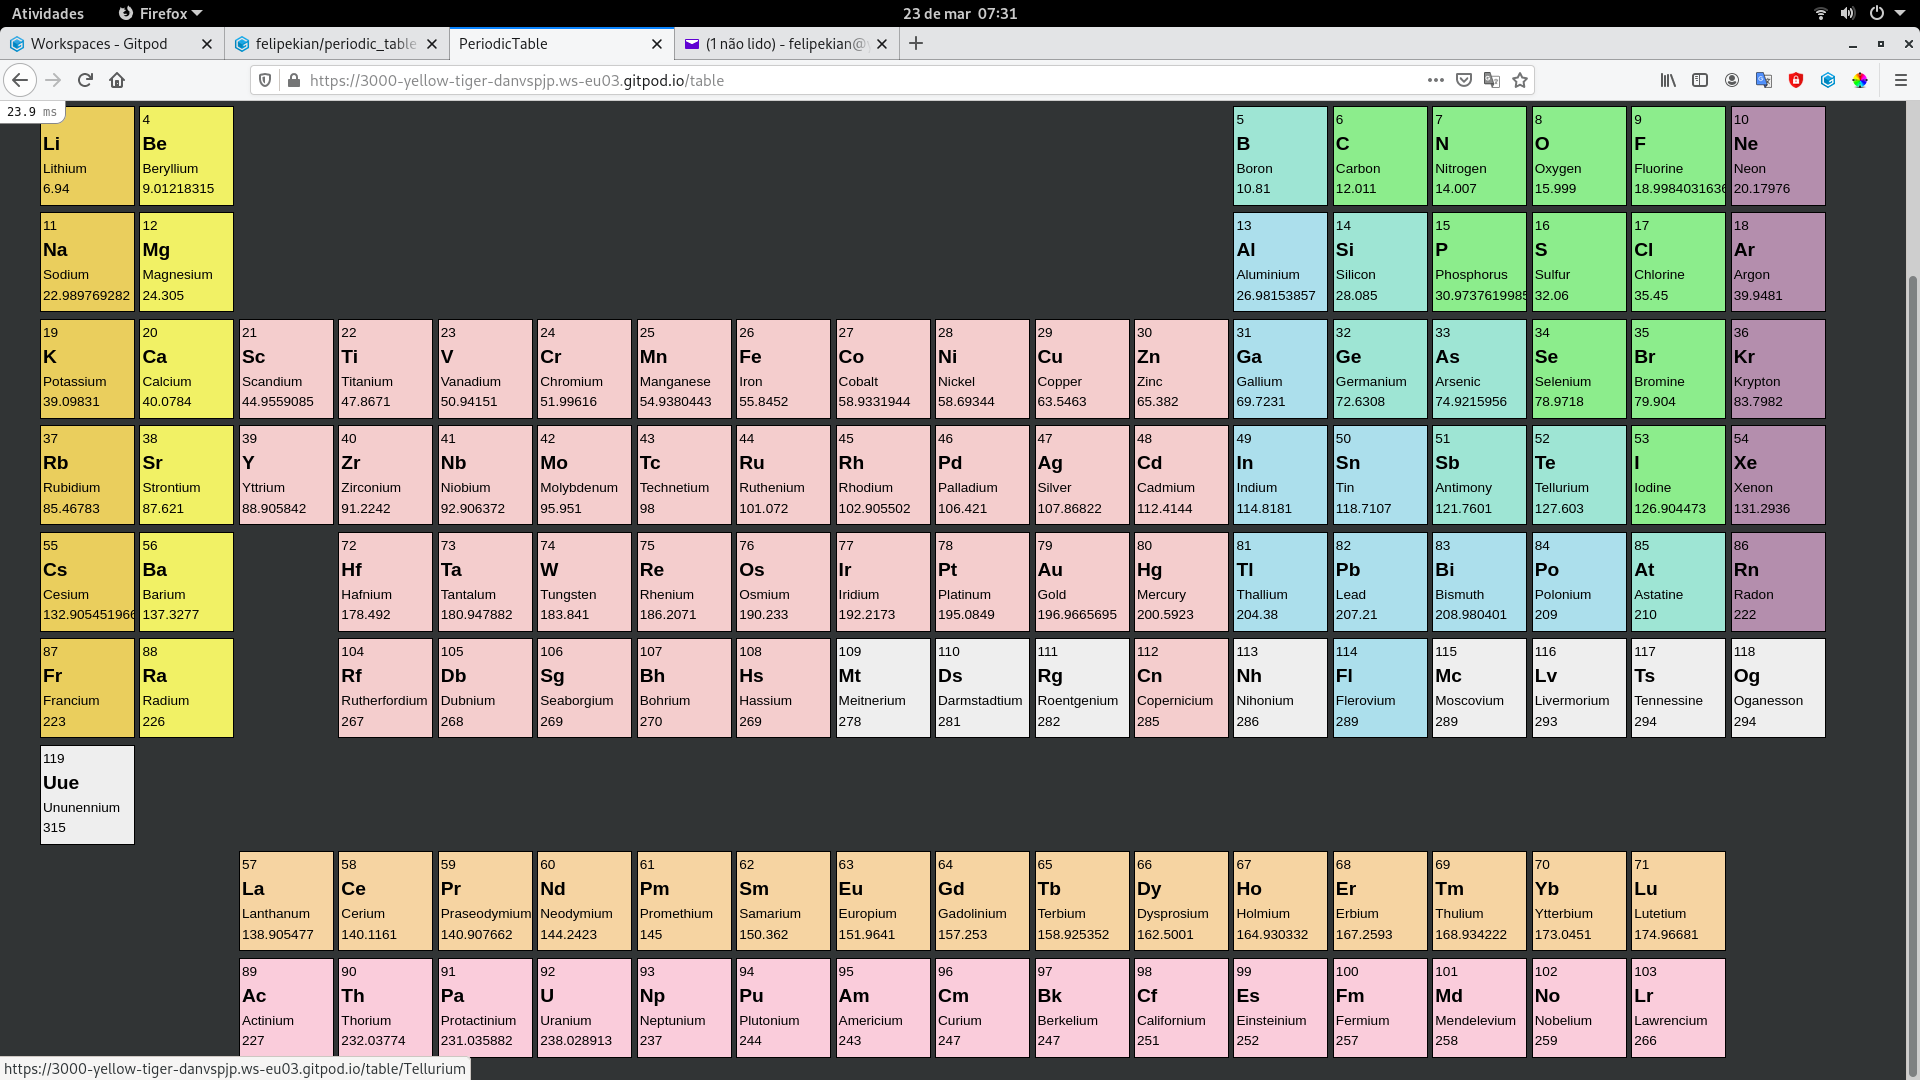 Atividades
Firefox
23 de mar 07:31
Workspaces - Gitpod
felipekian/periodic_table
PeriodicTable
(1 não lido) - felipekian@
https://3000-yellow-tiger-danvspjp.ws-eu03.gitpod.io/table
23.9 ms
4 5 6 7 8 9 10
Li Be B C N O F Ne
Lithium Beryllium Boron Carbon Nitrogen Oxygen Fluorine Neon
6.94 9.01218315 10.81 12.011 14.007 15.999 18.9984031636 20.17976
11 12 13 14 15 16 17 18
Na Mg Al Si P S Cl Ar
Sodium Magnesium Aluminium Silicon Phosphorus Sulfur Chlorine Argon
22.989769282 24.305 26.98153857 28.085 30.9737619985 32.06 35.45 39.9481
19 20 21 22 23 24 25 26 27 28 29 30 31 32 33 34 35 36
K Ca Sc Ti V Cr Mn Fe Co Ni Cu Zn Ga Ge As Se Br Kr
Potassium Calcium Scandium Titanium Vanadium Chromium Manganese Iron Cobalt Nickel Copper Zinc Gallium Germanium Arsenic Selenium Bromine Krypton
39.09831 40.0784 44.9559085 47.8671 50.94151 51.99616 54.9380443 55.8452 58.9331944 58.69344 63.5463 65.382 69.7231 72.6308 74.9215956 78.9718 79.904 83.7982
37 38 39 40 41 42 43 44 45 46 47 48 49 50 51 52 53 54
Rb Sr Y Zr Nb Mo Tc Ru Rh Pd Ag Cd In Sn Sb Te I Xe
Rubidium Strontium Yttrium Zirconium Niobium Molybdenum Technetium Ruthenium Rhodium Palladium Silver Cadmium Indium Tin Antimony Tellurium Iodine Xenon
85.46783 87.621 88.905842 91.2242 92.906372 95.951 98 101.072 102.905502 106.421 107.86822 112.4144 114.8181 118.7107 121.7601 127.603 126.904473 131.2936
55 56 72 73 74 75 76 77 78 79 80 81 82 83 84 85 86
Cs Ba Hf Ta W Re Os Ir Pt Au Hg Tl Pb Bi Po At Rn
Cesium Barium Hafnium Tantalum Tungsten Rhenium Osmium Iridium Platinum Gold Mercury Thallium Lead Bismuth Polonium Astatine Radon
132.905451966 137.3277 178.492 180.947882 183.841 186.2071 190.233 192.2173 195.0849 196.9665695 200.5923 204.38 207.21 208.980401 209 210 222
87 88 104 105 106 107 108 109 110 111 112 113 114 115 116 117 118
Fr Ra Rf Db Sg Bh Hs Mt Ds Rg Cn Nh Fl Mc Lv Ts Og
Francium Radium Rutherfordium Dubnium Seaborgium Bohrium Hassium Meitnerium Darmstadtium Roentgenium Copernicium Nihonium Flerovium Moscovium Livermorium Tennessine Oganesson
223 226 267 268 269 270 269 278 281 282 285 286 289 289 293 294 294
119
Uue
Ununennium
315
57 58 59 60 61 62 63 64 65 66 67 68 69 70 71
La Ce Pr Nd Pm Sm Eu Gd Tb Dy Ho Er Tm Yb Lu
Lanthanum Cerium Praseodymium Neodymium Promethium Samarium Europium Gadolinium Terbium Dysprosium Holmium Erbium Thulium Ytterbium Lutetium
138.905477 140.1161 140.907662 144.2423 145 150.362 151.9641 157.253 158.925352 162.5001 164.930332 167.2593 168.934222 173.0451 174.96681
89 90 91 92 93 94 95 96 97 98 99 100 101 102 103
Ac Th Pa U Np Pu Am Cm Bk Cf Es Fm Md No Lr
Actinium Thorium Protactinium Uranium Neptunium Plutonium Americium Curium Berkelium Californium Einsteinium Fermium Mendelevium Nobelium Lawrencium
227 232.03774 231.035882 238.028913 237 244 243 247 247 251 252 257 258 259 266
https://3000-yellow-tiger-danvspjp.ws-eu03.gitpod.io/table/Tellurium